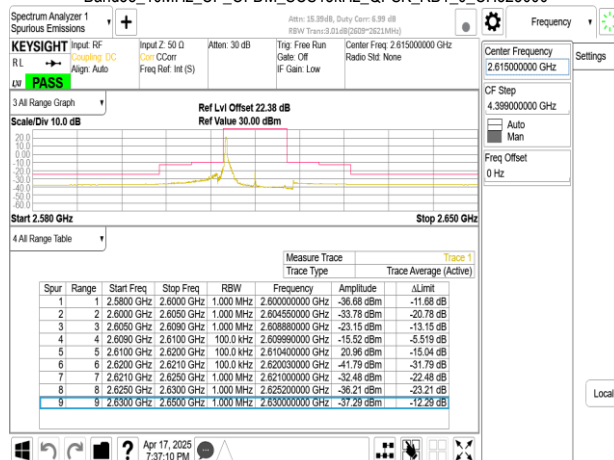 Spectrum Analyzer 1
Spurious Emissions
Attn: 15.39dB, Duty Corr: 6.99 dB
RBW Tranc:3.01dB(2609~2621MHz)
Frequency
KEYSIGHT Input: RF Input Z: 50 Ω Atten: 30 dB Trig: Free Run Center Freq: 2.615000000 GHz
RL Coupling: DC Corr CCorr Gate: Off Radio Std: None
Align: Auto Freq Ref: Int (S) IF Gain: Low
LXI PASS
Center Frequency
2.615000000 GHz
Settings
CF Step
4.399000000 GHz
Auto
Man
Freq Offset
0 Hz
3 All Range Graph
Ref Lvl Offset 22.38 dB
Scale/Div 10.0 dB Ref Value 30.00 dBm
20.0
10.0
0.00
-10.0
-20.0
-30.0
-40.0
-50.0
-60.0
Start 2.580 GHz Stop 2.650 GHz
4 All Range Table
Measure Trace Trace 1
Trace Type Trace Average (Active)
Spur Range Start Freq Stop Freq RBW Frequency Amplitude ΔLimit
1 1 2.5800 GHz 2.6000 GHz 1.000 MHz 2.600000000 GHz -36.68 dBm -11.68 dB
2 2 2.6000 GHz 2.6050 GHz 1.000 MHz 2.604550000 GHz -33.78 dBm -20.78 dB
3 3 2.6050 GHz 2.6090 GHz 1.000 MHz 2.608880000 GHz -23.15 dBm -13.15 dB
4 4 2.6090 GHz 2.6100 GHz 100.0 kHz 2.609990000 GHz -15.52 dBm -5.519 dB
5 5 2.6100 GHz 2.6200 GHz 100.0 kHz 2.610400000 GHz 20.96 dBm -15.04 dB
6 6 2.6200 GHz 2.6210 GHz 100.0 kHz 2.620030000 GHz -41.79 dBm -31.79 dB
7 7 2.6210 GHz 2.6250 GHz 1.000 MHz 2.621000000 GHz -32.48 dBm -22.48 dB
8 8 2.6250 GHz 2.6300 GHz 1.000 MHz 2.625200000 GHz -36.21 dBm -23.21 dB
9 9 2.6300 GHz 2.6500 GHz 1.000 MHz 2.630000000 GHz -37.29 dBm -12.29 dB
Local
Apr 17, 2025
7:37:10 PM